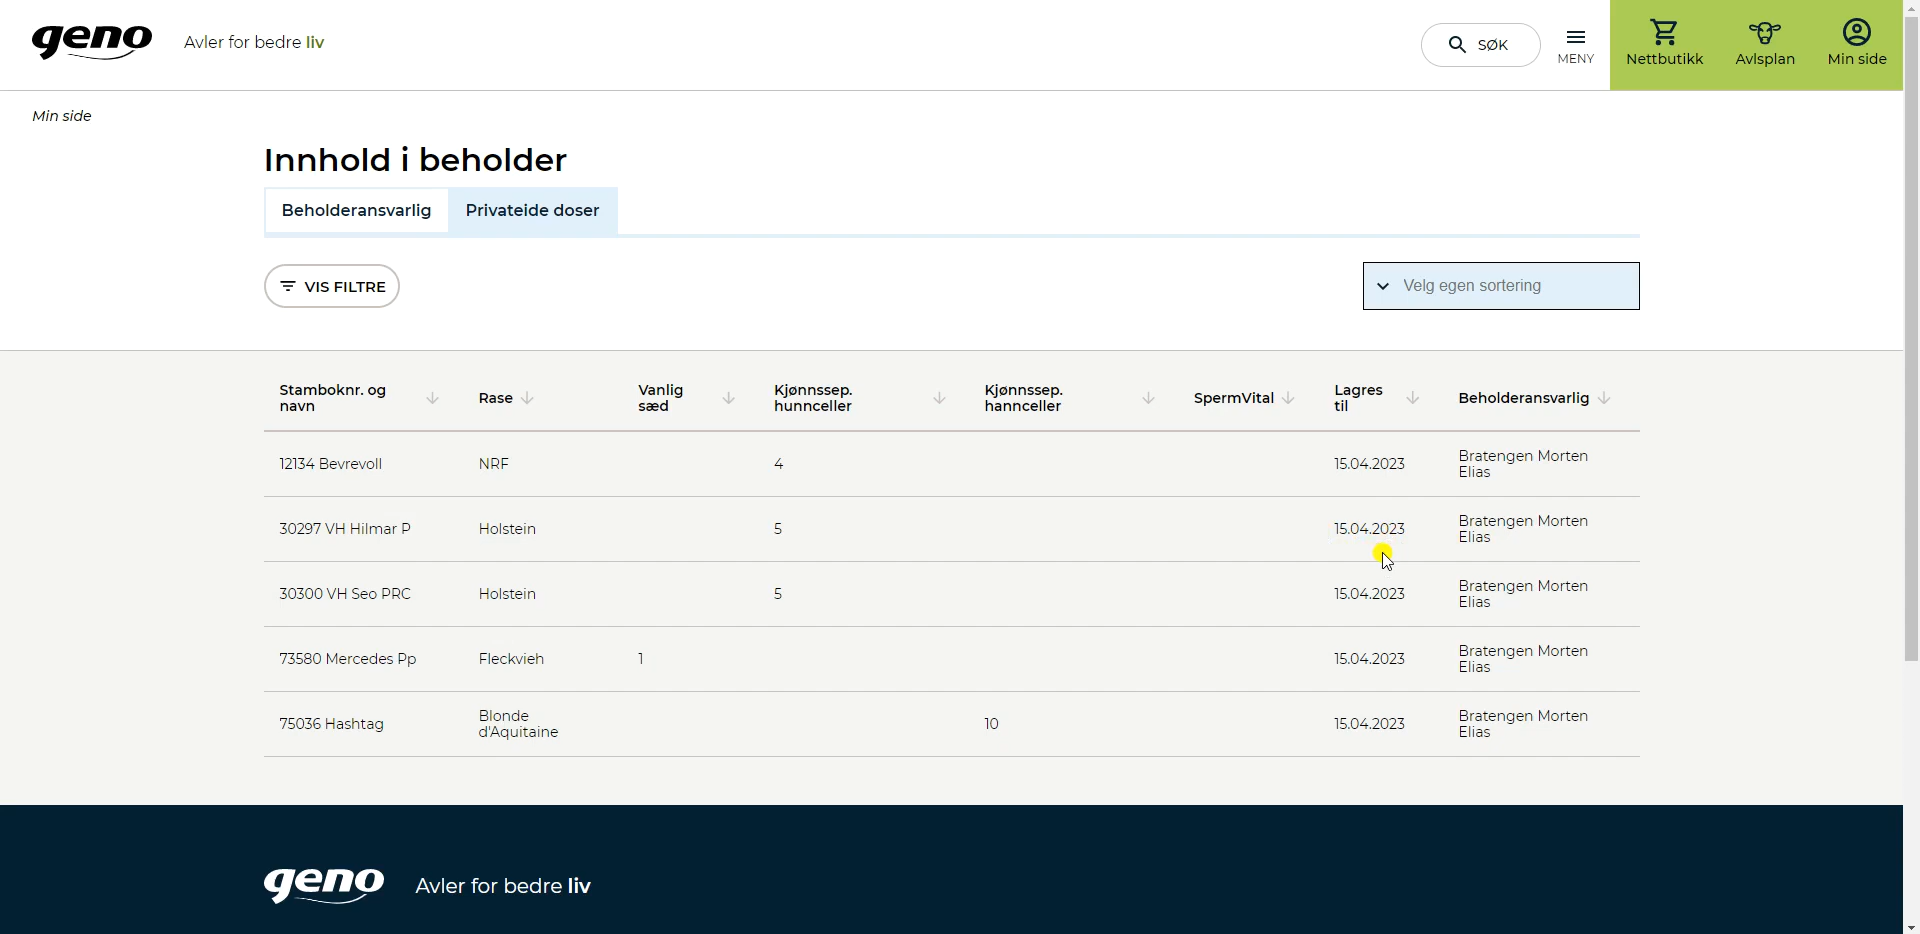 geno
Avler for bedre liv
SØK
MENY
Nettbutikk
Avlsplan
Min side
Min side
Innhold i beholder
Beholderansvarlig
Privateide doser
VIS FILTRE
Velg egen sortering
Stamboknr. og
navn
Rase
Vanlig
sæd
Kjønnssep.
hunnceller
Kjønnssep.
hannceller
SpermVital
Lagres
til
Beholderansvarlig
12134 Bevrevoll
NRF
4
15.04.2023
Bratengen Morten
Elias
30297 VH Hilmar P
Holstein
5
15.04.2023
Bratengen Morten
Elias
30300 VH Seo PRC
Holstein
5
15.04.2023
Bratengen Morten
Elias
73580 Mercedes Pp
Fleckvieh
1
15.04.2023
Bratengen Morten
Elias
75036 Hashtag
Blonde
d'Aquitaine
10
15.04.2023
Bratengen Morten
Elias
geno
Avler for bedre liv